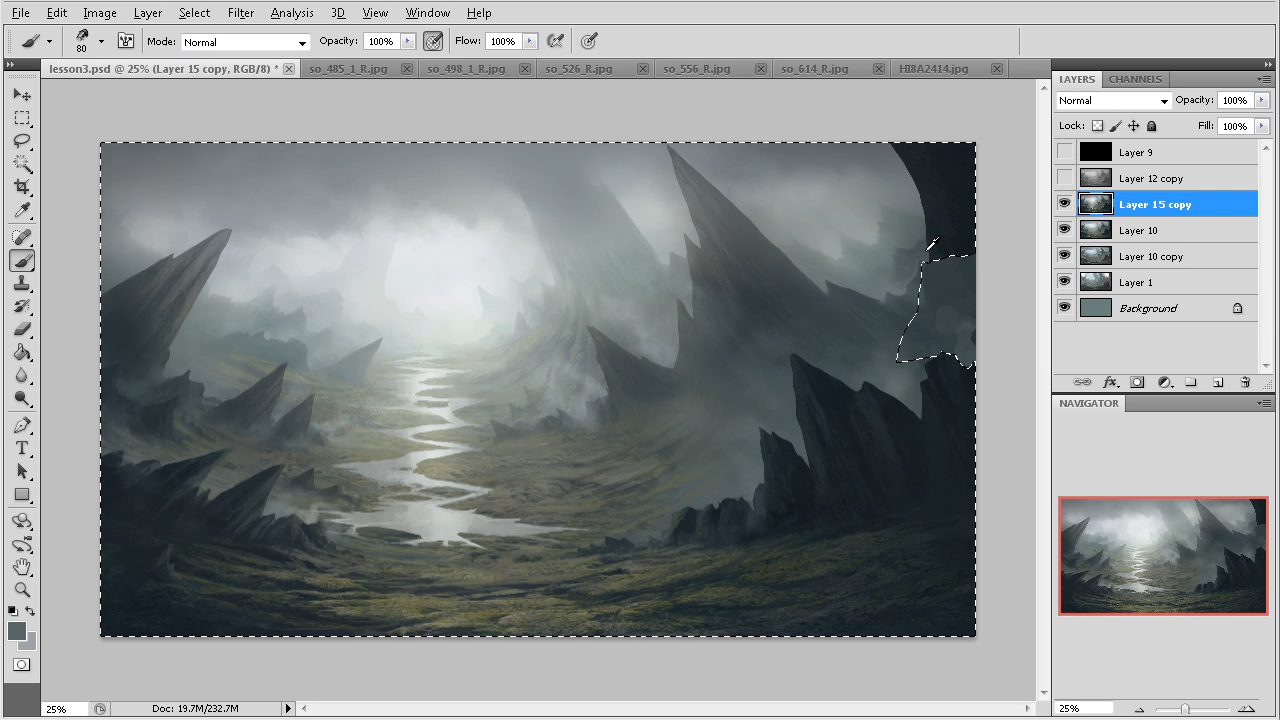 File Edit Image Layer Select Filter Analysis 3D View Window Help
80 Mode: Normal Opacity: 100% Flow: 100%
lesson3.psd @ 25% (Layer 15 copy, RGB/8) * so_485_1_R.jpg so_498_1_R.jpg so_526_R.jpg so_556_R.jpg so_614_R.jpg HI8A2414.jpg
LAYERS CHANNELS
Normal Opacity: 100%
Lock: Fill: 100%
Layer 9
Layer 12 copy
Layer 15 copy
Layer 10
Layer 10 copy
Layer 1
Background
fx
NAVIGATOR
T
25% Doc: 19.7M/232.7M 25%